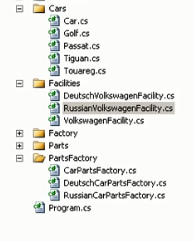 Cars
Car.cs
Golf.cs
Passat.cs
Tiguan.cs
Touareg.cs
Facilities
DeutschVolkswagenFacility.cs
RussianVolkswagenFacility.cs
VolkswagenFacility.cs
Factory
Parts
PartsFactory
CarPartsFactory.cs
DeutschCarPartsFactory.cs
RussianCarPartsFactory.cs
Program.cs